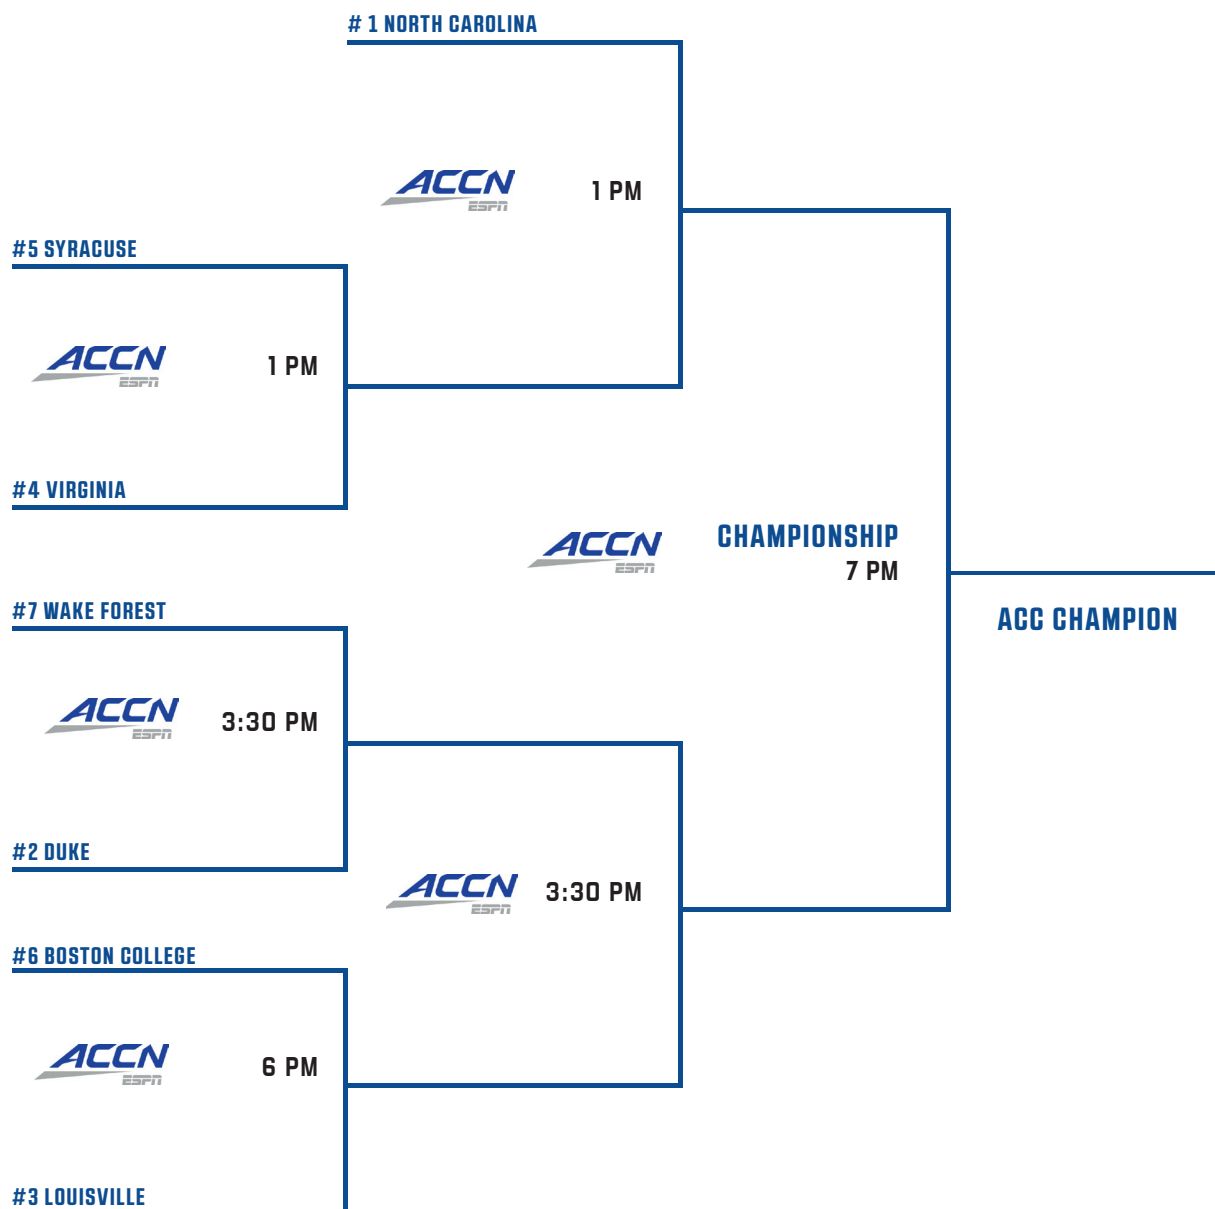 # 1 NORTH CAROLINA
ACCN
ESPN
1 PM
#5 SYRACUSE
ACCN
ESPN
1 PM
#4 VIRGINIA
ACCN
ESPN
CHAMPIONSHIP
7 PM
ACC CHAMPION
#7 WAKE FOREST
ACCN
ESPN
3:30 PM
#2 DUKE
ACCN
ESPN
3:30 PM
#6 BOSTON COLLEGE
ACCN
ESPN
6 PM
#3 LOUISVILLE